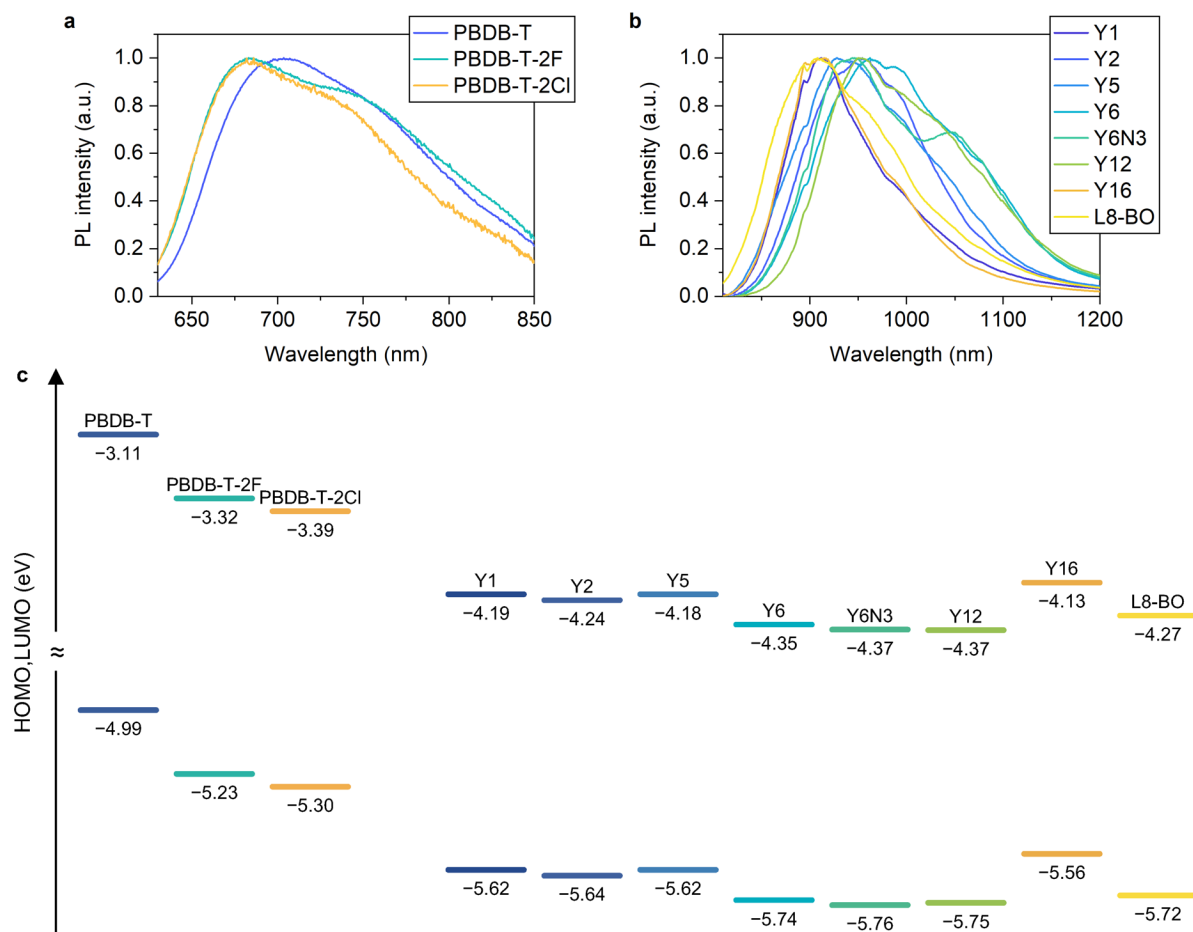 a
PBDB-T
PBDB-T-2F
PBDB-T-2Cl
PL intensity (a.u.)
1.0
0.8
0.6
0.4
0.2
0.0
650 700 750 800 850
Wavelength (nm)
b
Y1
Y2
Y5
Y6
Y6N3
Y12
Y16
L8-BO
PL intensity (a.u.)
1.0
0.8
0.6
0.4
0.2
0.0
900 1000 1100 1200
Wavelength (nm)
c
HOMO,LUMO (eV)
≈
PBDB-T
−3.11
PBDB-T-2F
−3.32
PBDB-T-2Cl
−3.39
Y1
−4.19
Y2
−4.24
Y5
−4.18
Y6
−4.35
Y6N3
−4.37
Y12
−4.37
Y16
−4.13
L8-BO
−4.27
−4.99
−5.23
−5.30
−5.62
−5.64
−5.62
−5.74
−5.76
−5.75
−5.56
−5.72